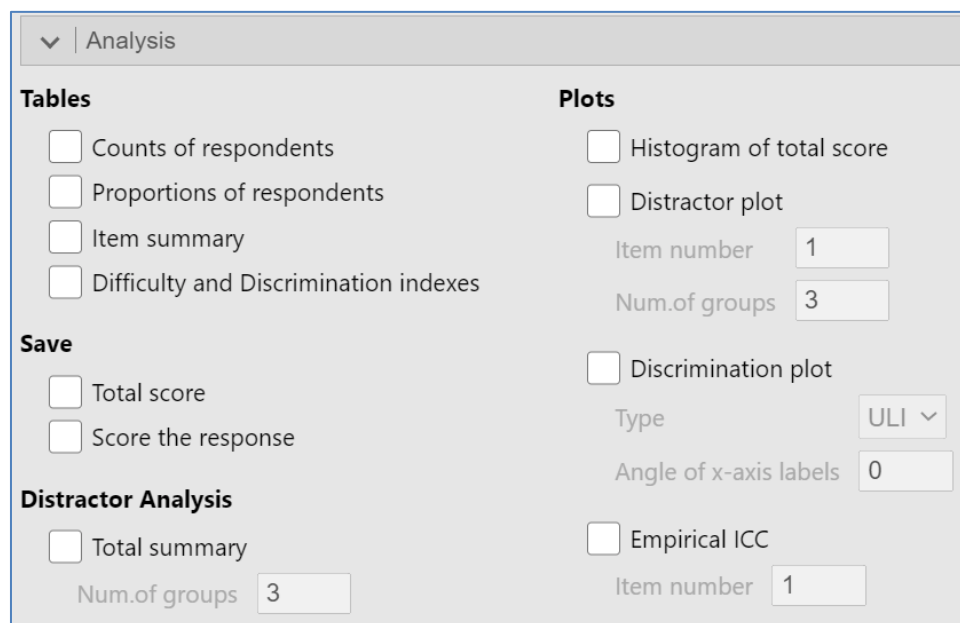 Analysis
Tables
Counts of respondents
Proportions of respondents
Item summary
Difficulty and Discrimination indexes
Save
Total score
Score the response
Distractor Analysis
Total summary
Num.of groups 3
Plots
Histogram of total score
Distractor plot
Item number 1
Num.of groups 3
Discrimination plot
Type ULI
Angle of x-axis labels 0
Empirical ICC
Item number 1